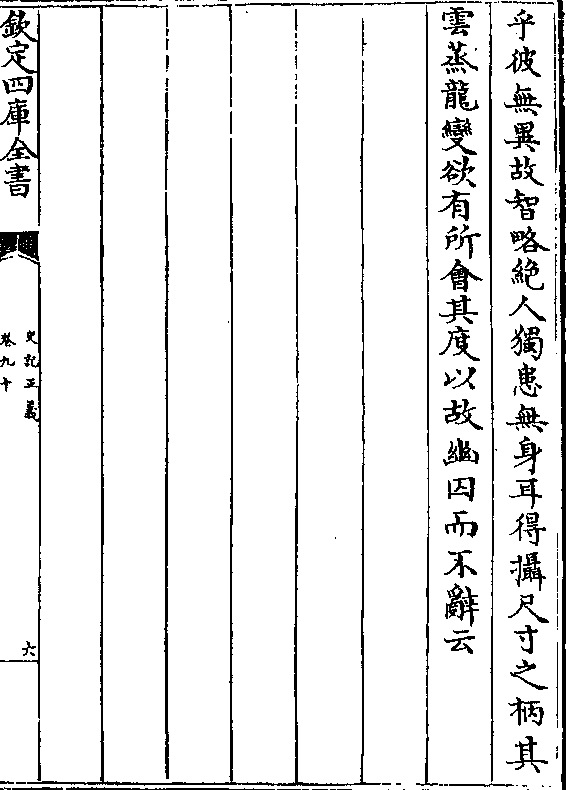 乎彼無異故智略絶人獨患無身耳得攝尺寸之柄其
雲蒸龍變欲有所會其度以故幽囚而不辭云
欽定四庫全書
史記正義
卷九十
六